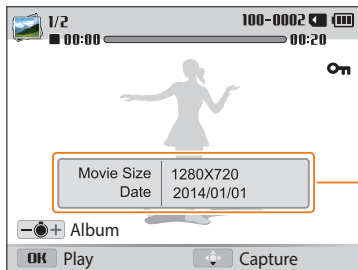 1/2 100-0002
00:00 00:20
Movie Size 1280X720
Date 2014/01/01
Album
OK Play Capture